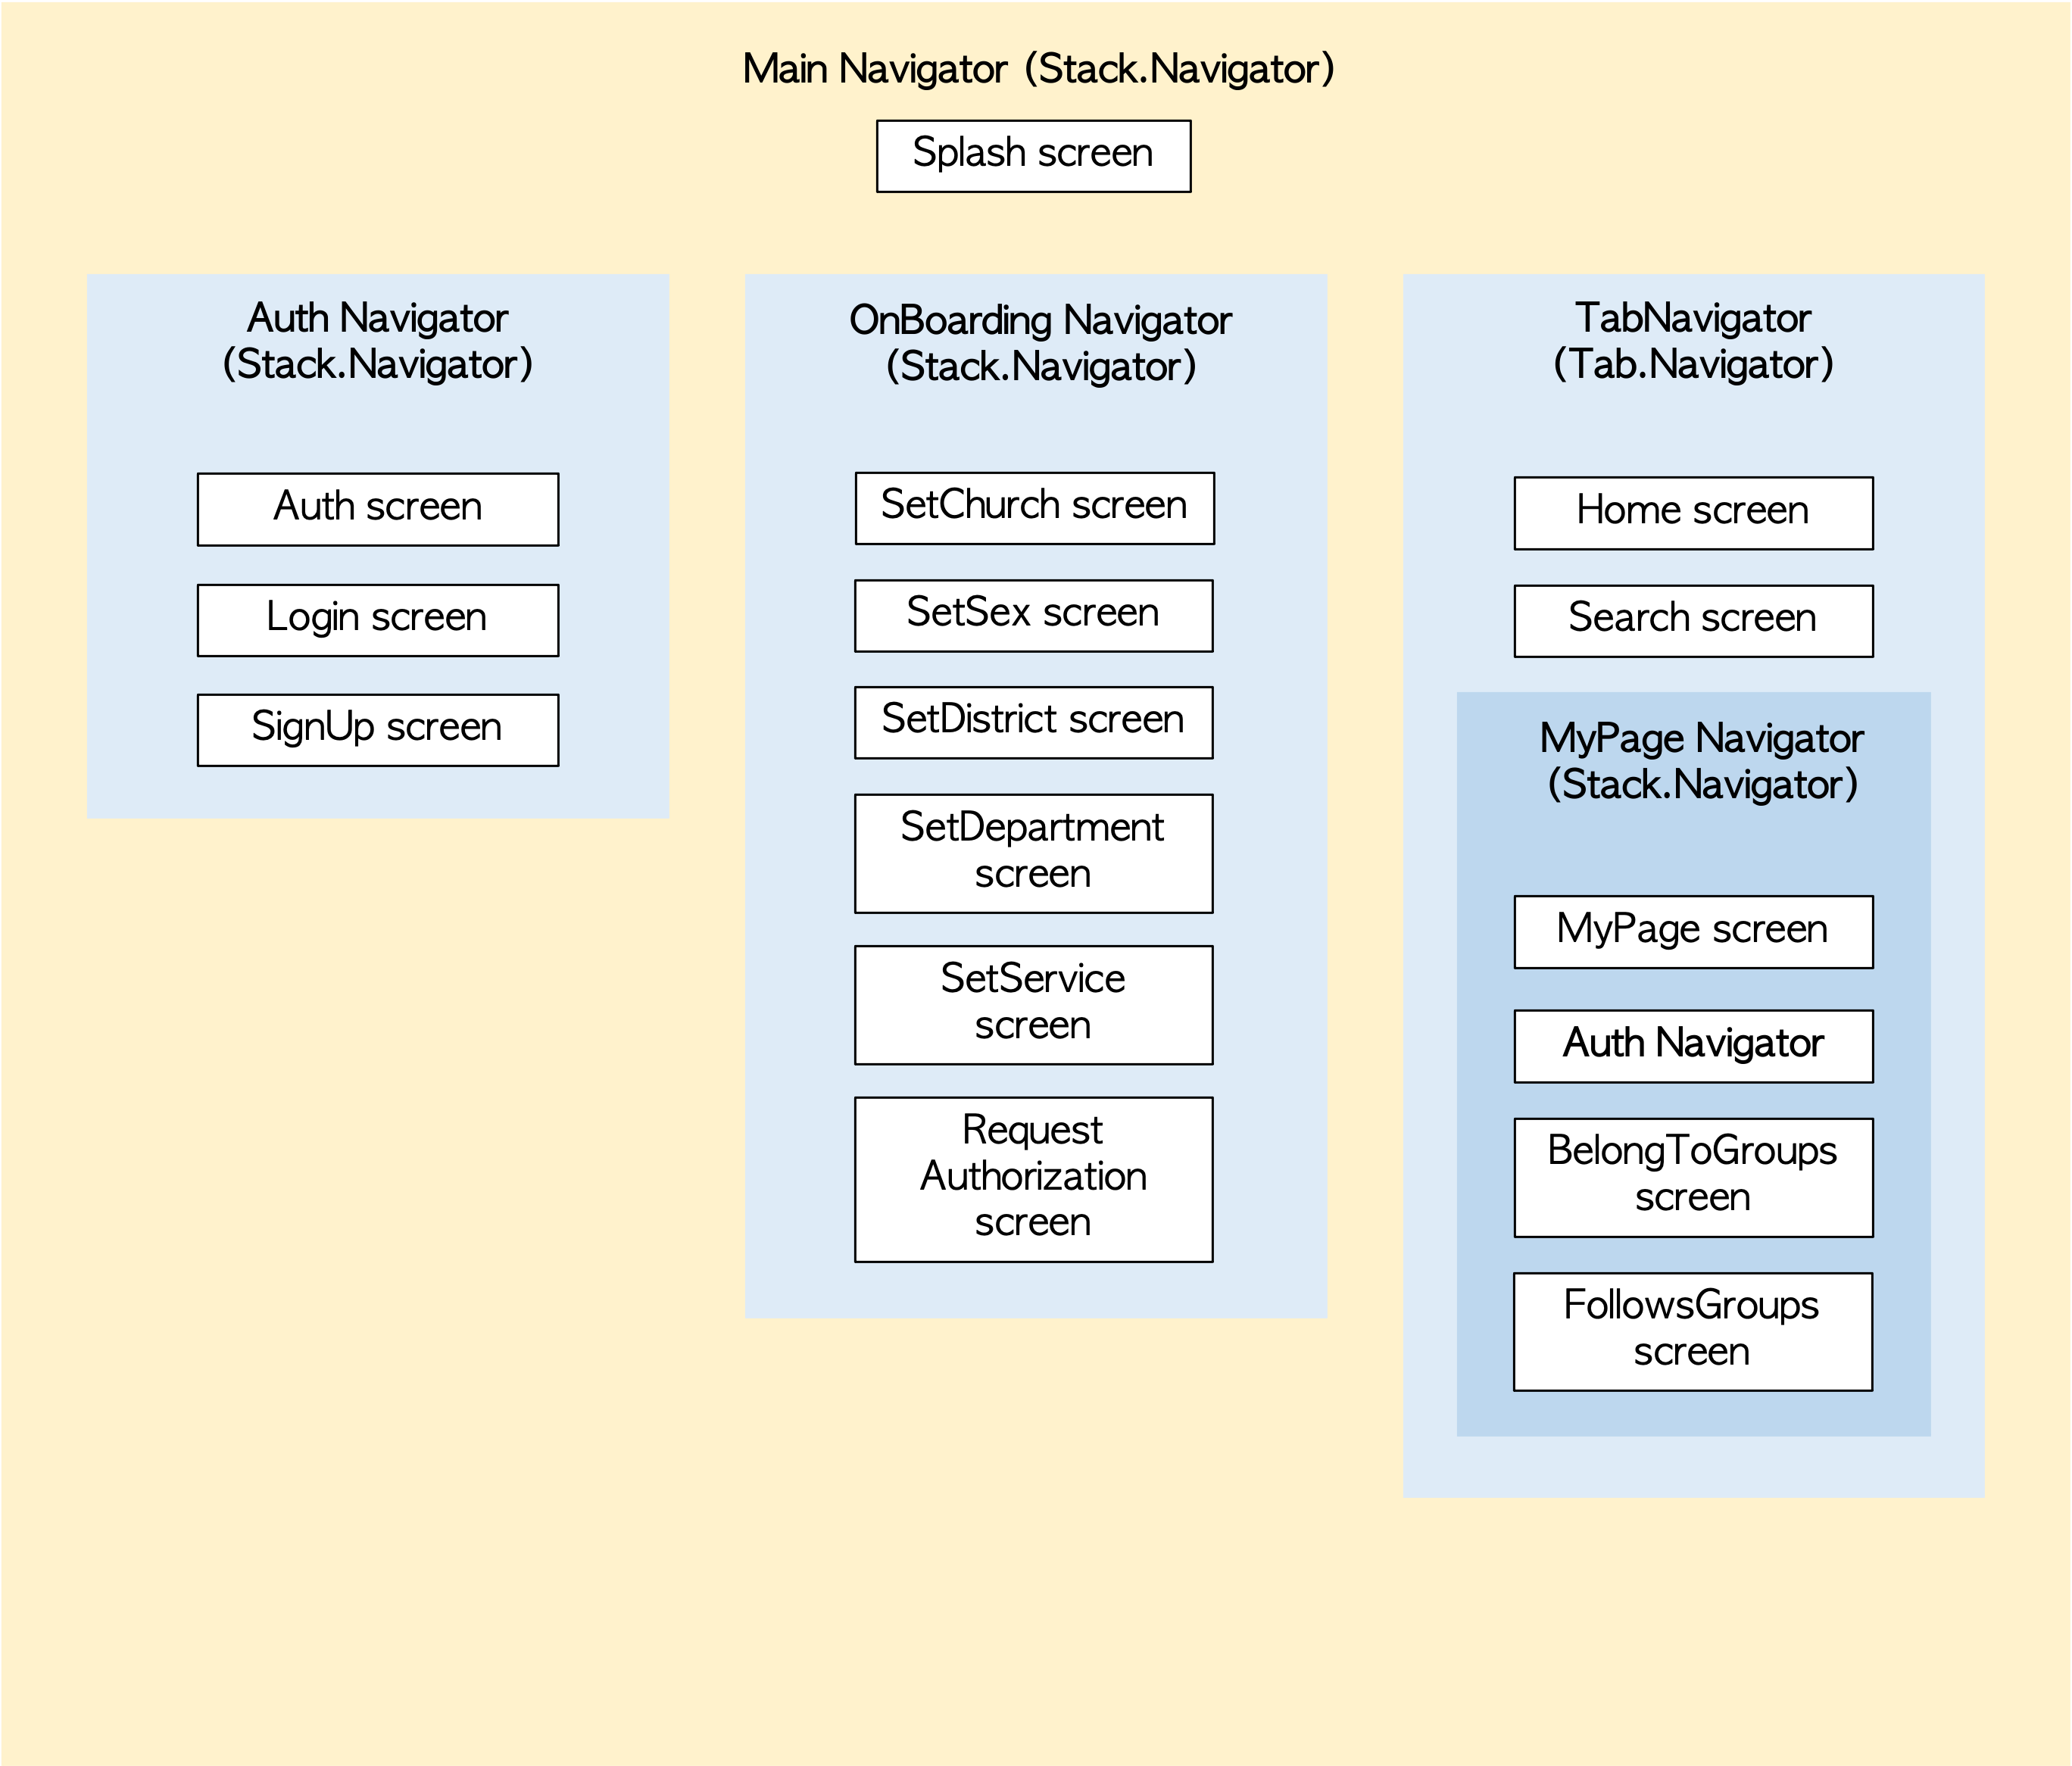 Main Navigator (Stack.Navigator)
Splash screen
Auth Navigator
(Stack.Navigator)
Auth screen
Login screen
SignUp screen
OnBoarding Navigator
(Stack.Navigator)
SetChurch screen
SetSex screen
SetDistrict screen
SetDepartment
screen
SetService
screen
Request
Authorization
screen
TabNavigator
(Tab.Navigator)
Home screen
Search screen
MyPage Navigator
(Stack.Navigator)
MyPage screen
Auth Navigator
BelongToGroups
screen
FollowsGroups
screen